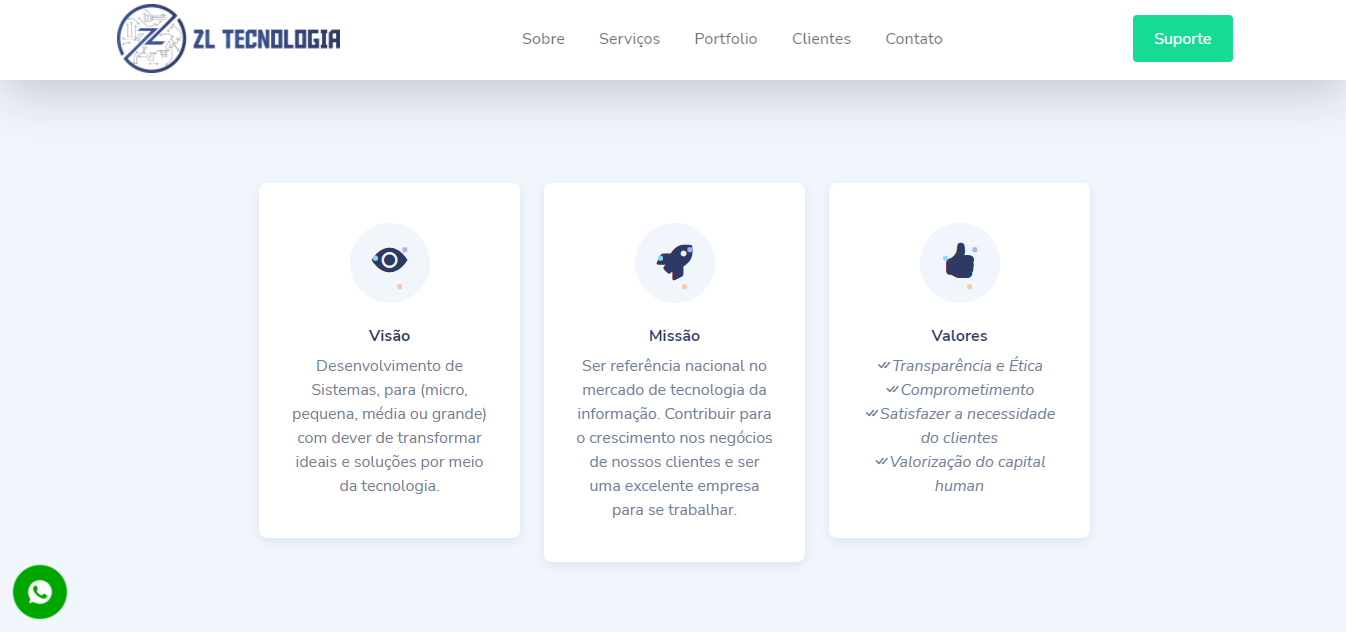 ZL TECNOLOGIA
Sobre
Serviços
Portfolio
Clientes
Contato
Suporte
Visão
Desenvolvimento de
Sistemas, para (micro,
pequena, média ou grande)
com dever de transformar
ideais e soluções por meio
da tecnologia.
Missão
Ser referência nacional no
mercado de tecnologia da
informação. Contribuir para
o crescimento nos negócios
de nossos clientes e ser
uma excelente empresa
para se trabalhar.
Valores
Transparência e Ética
Comprometimento
Satisfazer a necessidade
do clientes
Valorização do capital
human